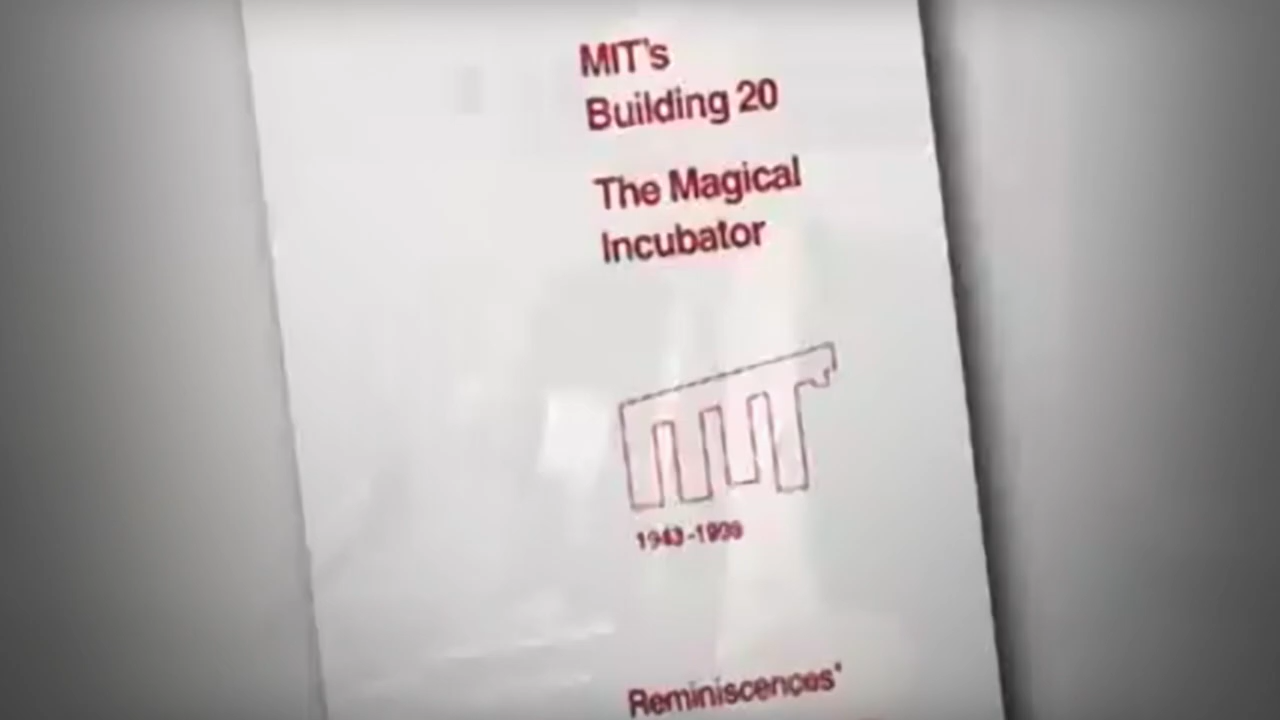 MIT's
Building 20
The Magical
Incubator
Reminiscences"